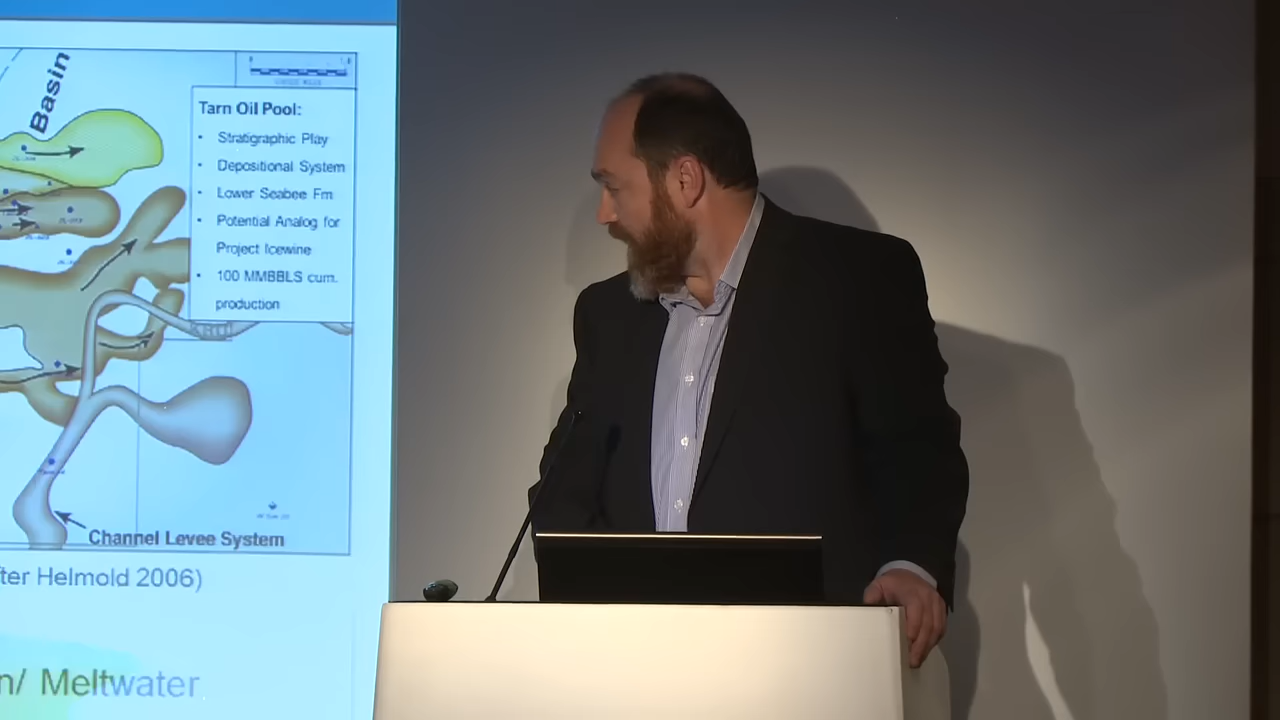 Basin
Tarn Oil Pool:
• Stratigraphic Play
• Depositional System
• Lower Seabee Fm
• Potential Analog for
Project Icewine
• 100 MMBBLS cum.
production
Channel Levee System
ter Helmold 2006)
n/ Meltwater